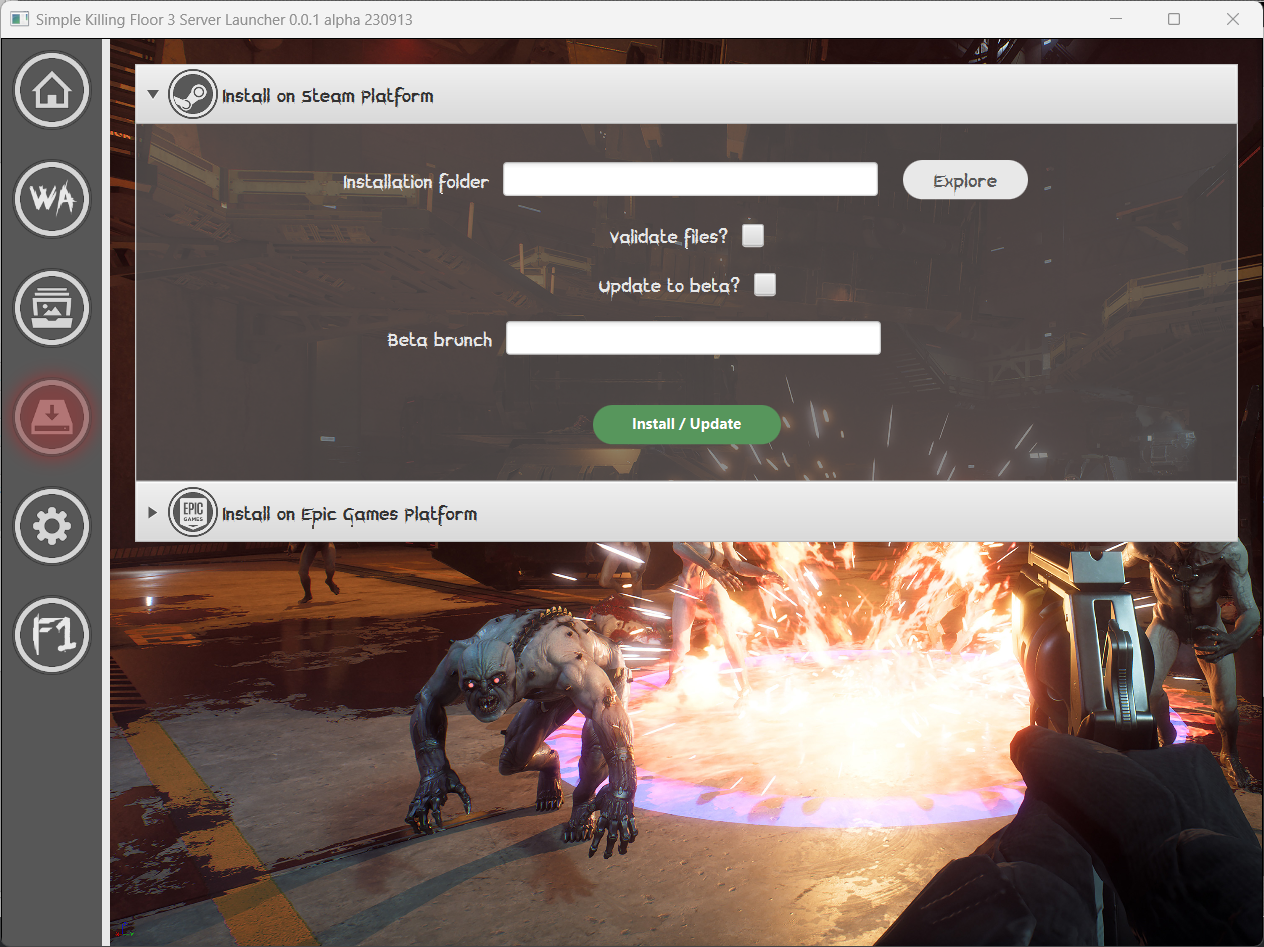 Simple Killing Floor 3 Server Launcher 0.0.1 alpha 230913
WA
F1
Install on Steam Platform
Installation folder
Explore
Validate files?
Update to beta?
Beta brunch
Install / Update
EPIC
GAMES
Install on Epic Games Platform